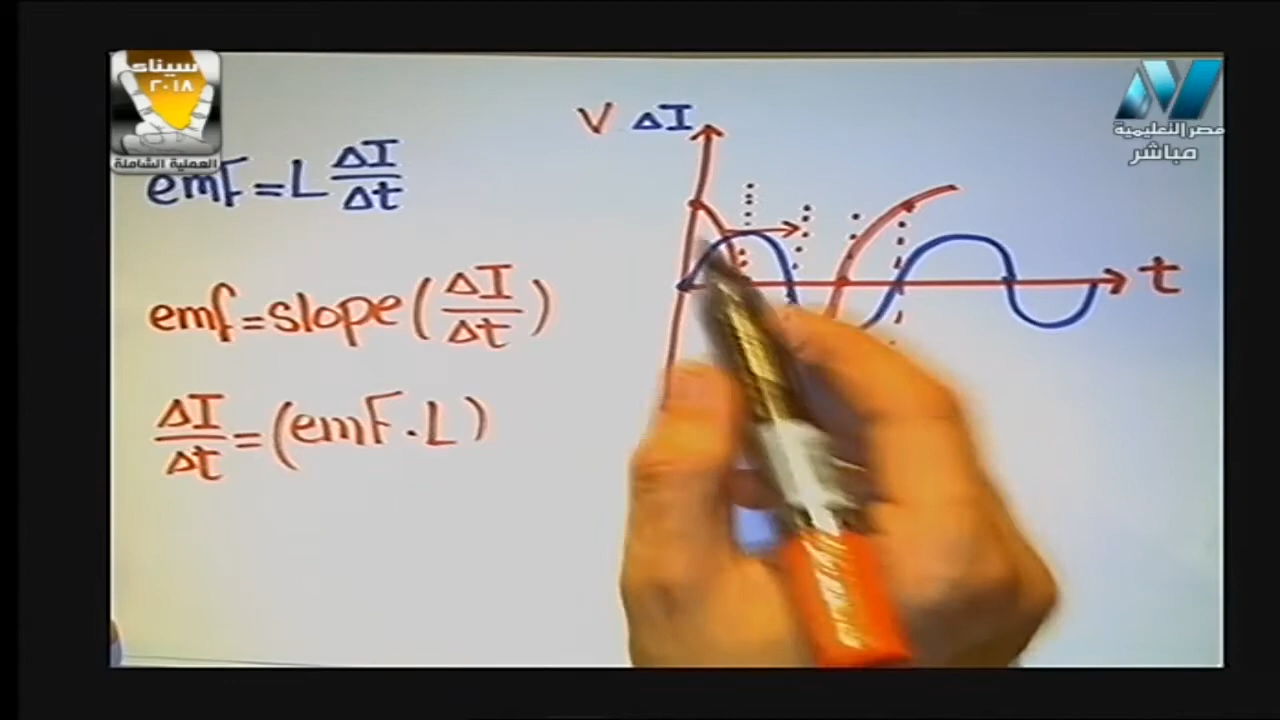 سيناء
٢٠١٨
العملية الشاملة
مصر التعليمية
مباشر
V ΔI
t
emf = L ΔI/Δt
emf = slope (ΔI/Δt)
ΔI/Δt = (emf · L)